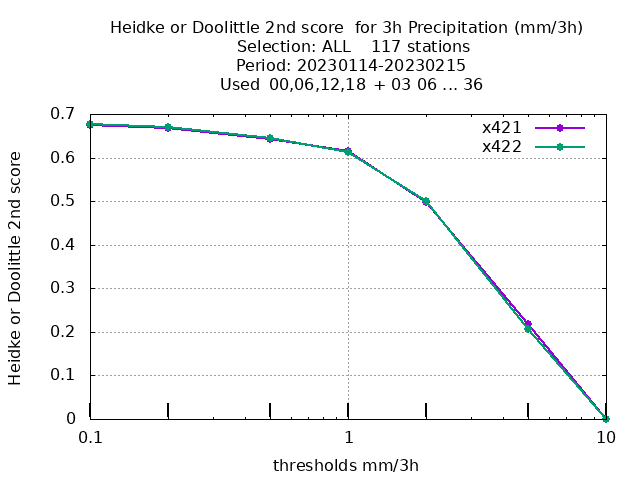 Heidke or Doolittle 2nd score  for 3h Precipitation (mm/3h)
Selection: ALL    117 stations
Period: 20230114-20230215
Used  00,06,12,18  + 03 06 ... 36
x421
x422
0.7
0.6
0.5
0.4
0.3
0.2
0.1
0
Heidke or Doolittle 2nd score
0.1
1
10
thresholds mm/3h